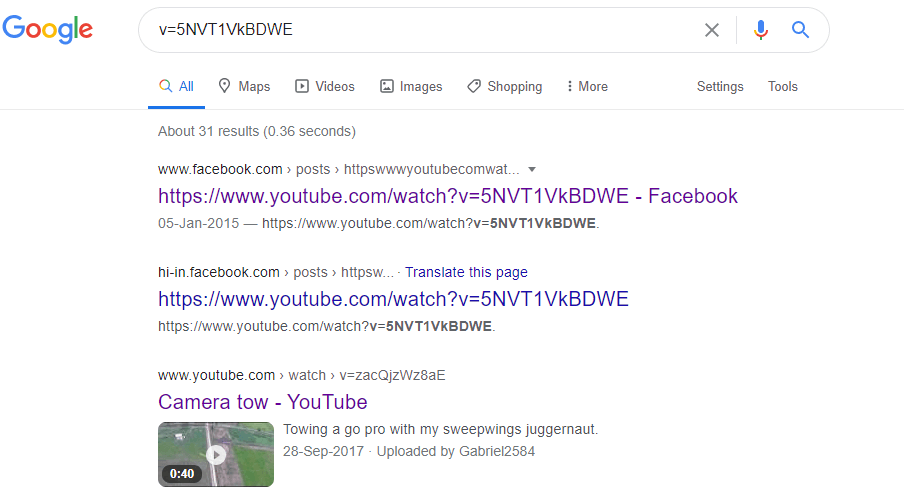 Google
v=5NVT1VkBDWE
All Maps Videos Images Shopping More Settings Tools
About 31 results (0.36 seconds)
www.facebook.com › posts › httpswwwyoutubecomwat...
https://www.youtube.com/watch?v=5NVT1VkBDWE - Facebook
05-Jan-2015 — https://www.youtube.com/watch?v=5NVT1VkBDWE.
hi-in.facebook.com › posts › httpsw... · Translate this page
https://www.youtube.com/watch?v=5NVT1VkBDWE
https://www.youtube.com/watch?v=5NVT1VkBDWE.
www.youtube.com › watch › v=zacQjzWz8aE
Camera tow - YouTube
Towing a go pro with my sweepwings juggernaut.
28-Sep-2017 · Uploaded by Gabriel2584
0:40